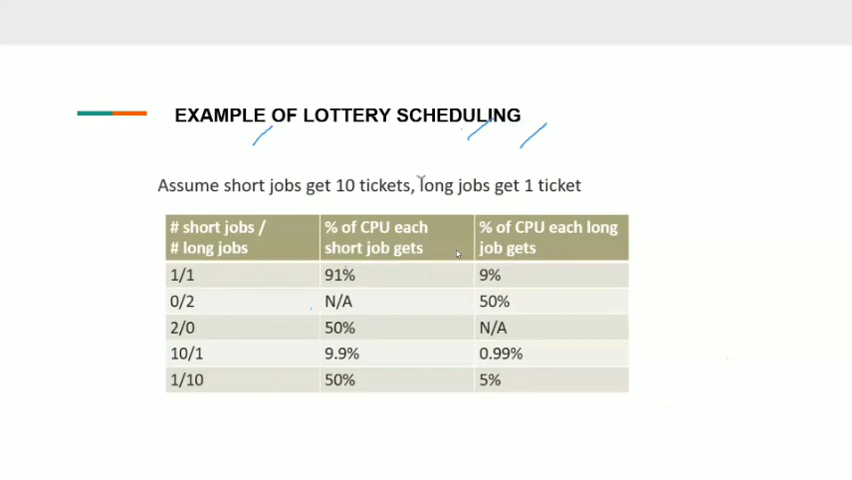 EXAMPLE OF LOTTERY SCHEDULING
Assume short jobs get 10 tickets, long jobs get 1 ticket
# short jobs / # long jobs % of CPU each short job gets % of CPU each long job gets
1/1 91% 9%
0/2 N/A 50%
2/0 50% N/A
10/1 9.9% 0.99%
1/10 50% 5%